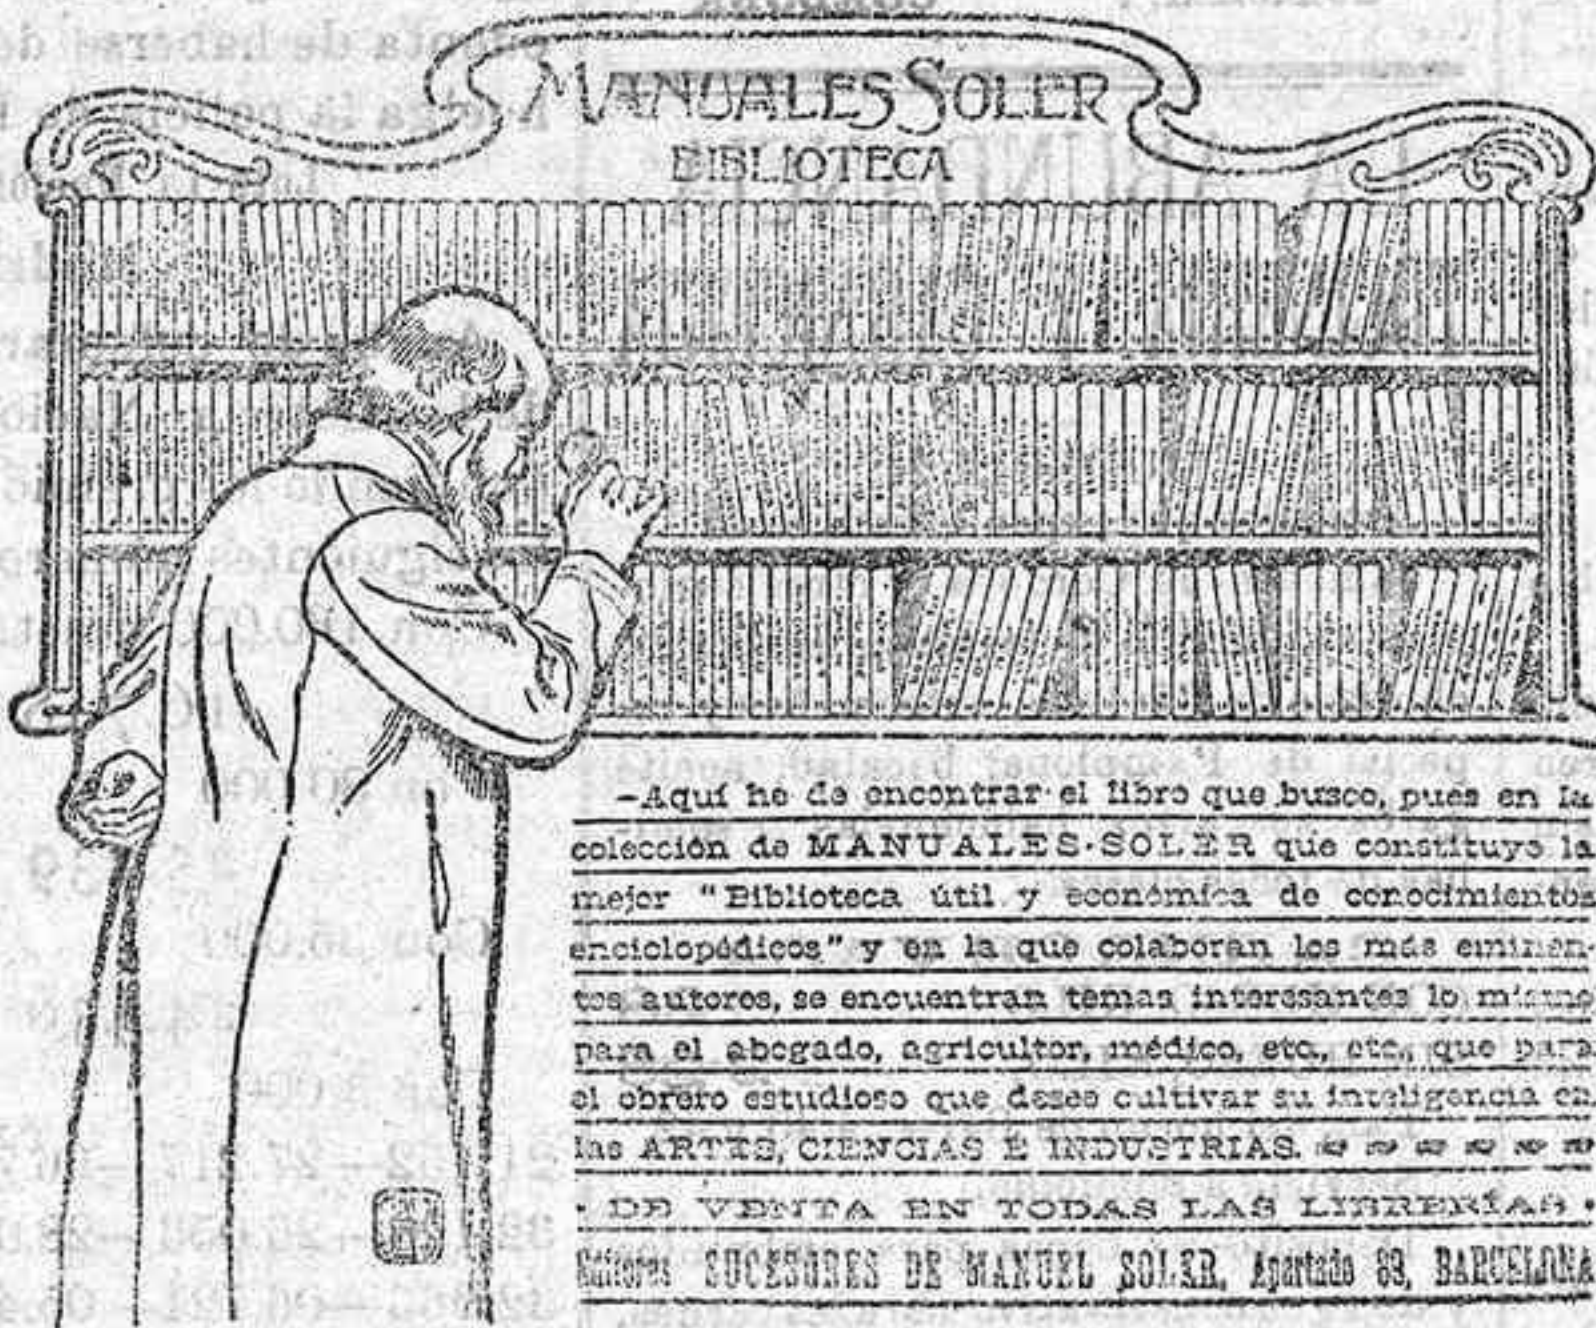 MANUALES SOLER
BIBLIOTECA
-Aquí he de encontrar el libro que busco, pues en la
colección de MANUALES-SOLER que constituye la
mejor "Biblioteca útil y económica de conocimientos
enciclopédicos" y en la que colaboran los más eminen-
tes autores, se encuentran temas interesantes lo mismo
para el abogado, agricultor, médico, etc., etc., que para
el obrero estudioso que desee cultivar su inteligencia en
las ARTES, CIENCIAS É INDUSTRIAS.
· DE VENTA EN TODAS LAS LIBRERÍAS ·
Editores SUCESORES DE MANUEL SOLER, Apartado 89, BARCELONA